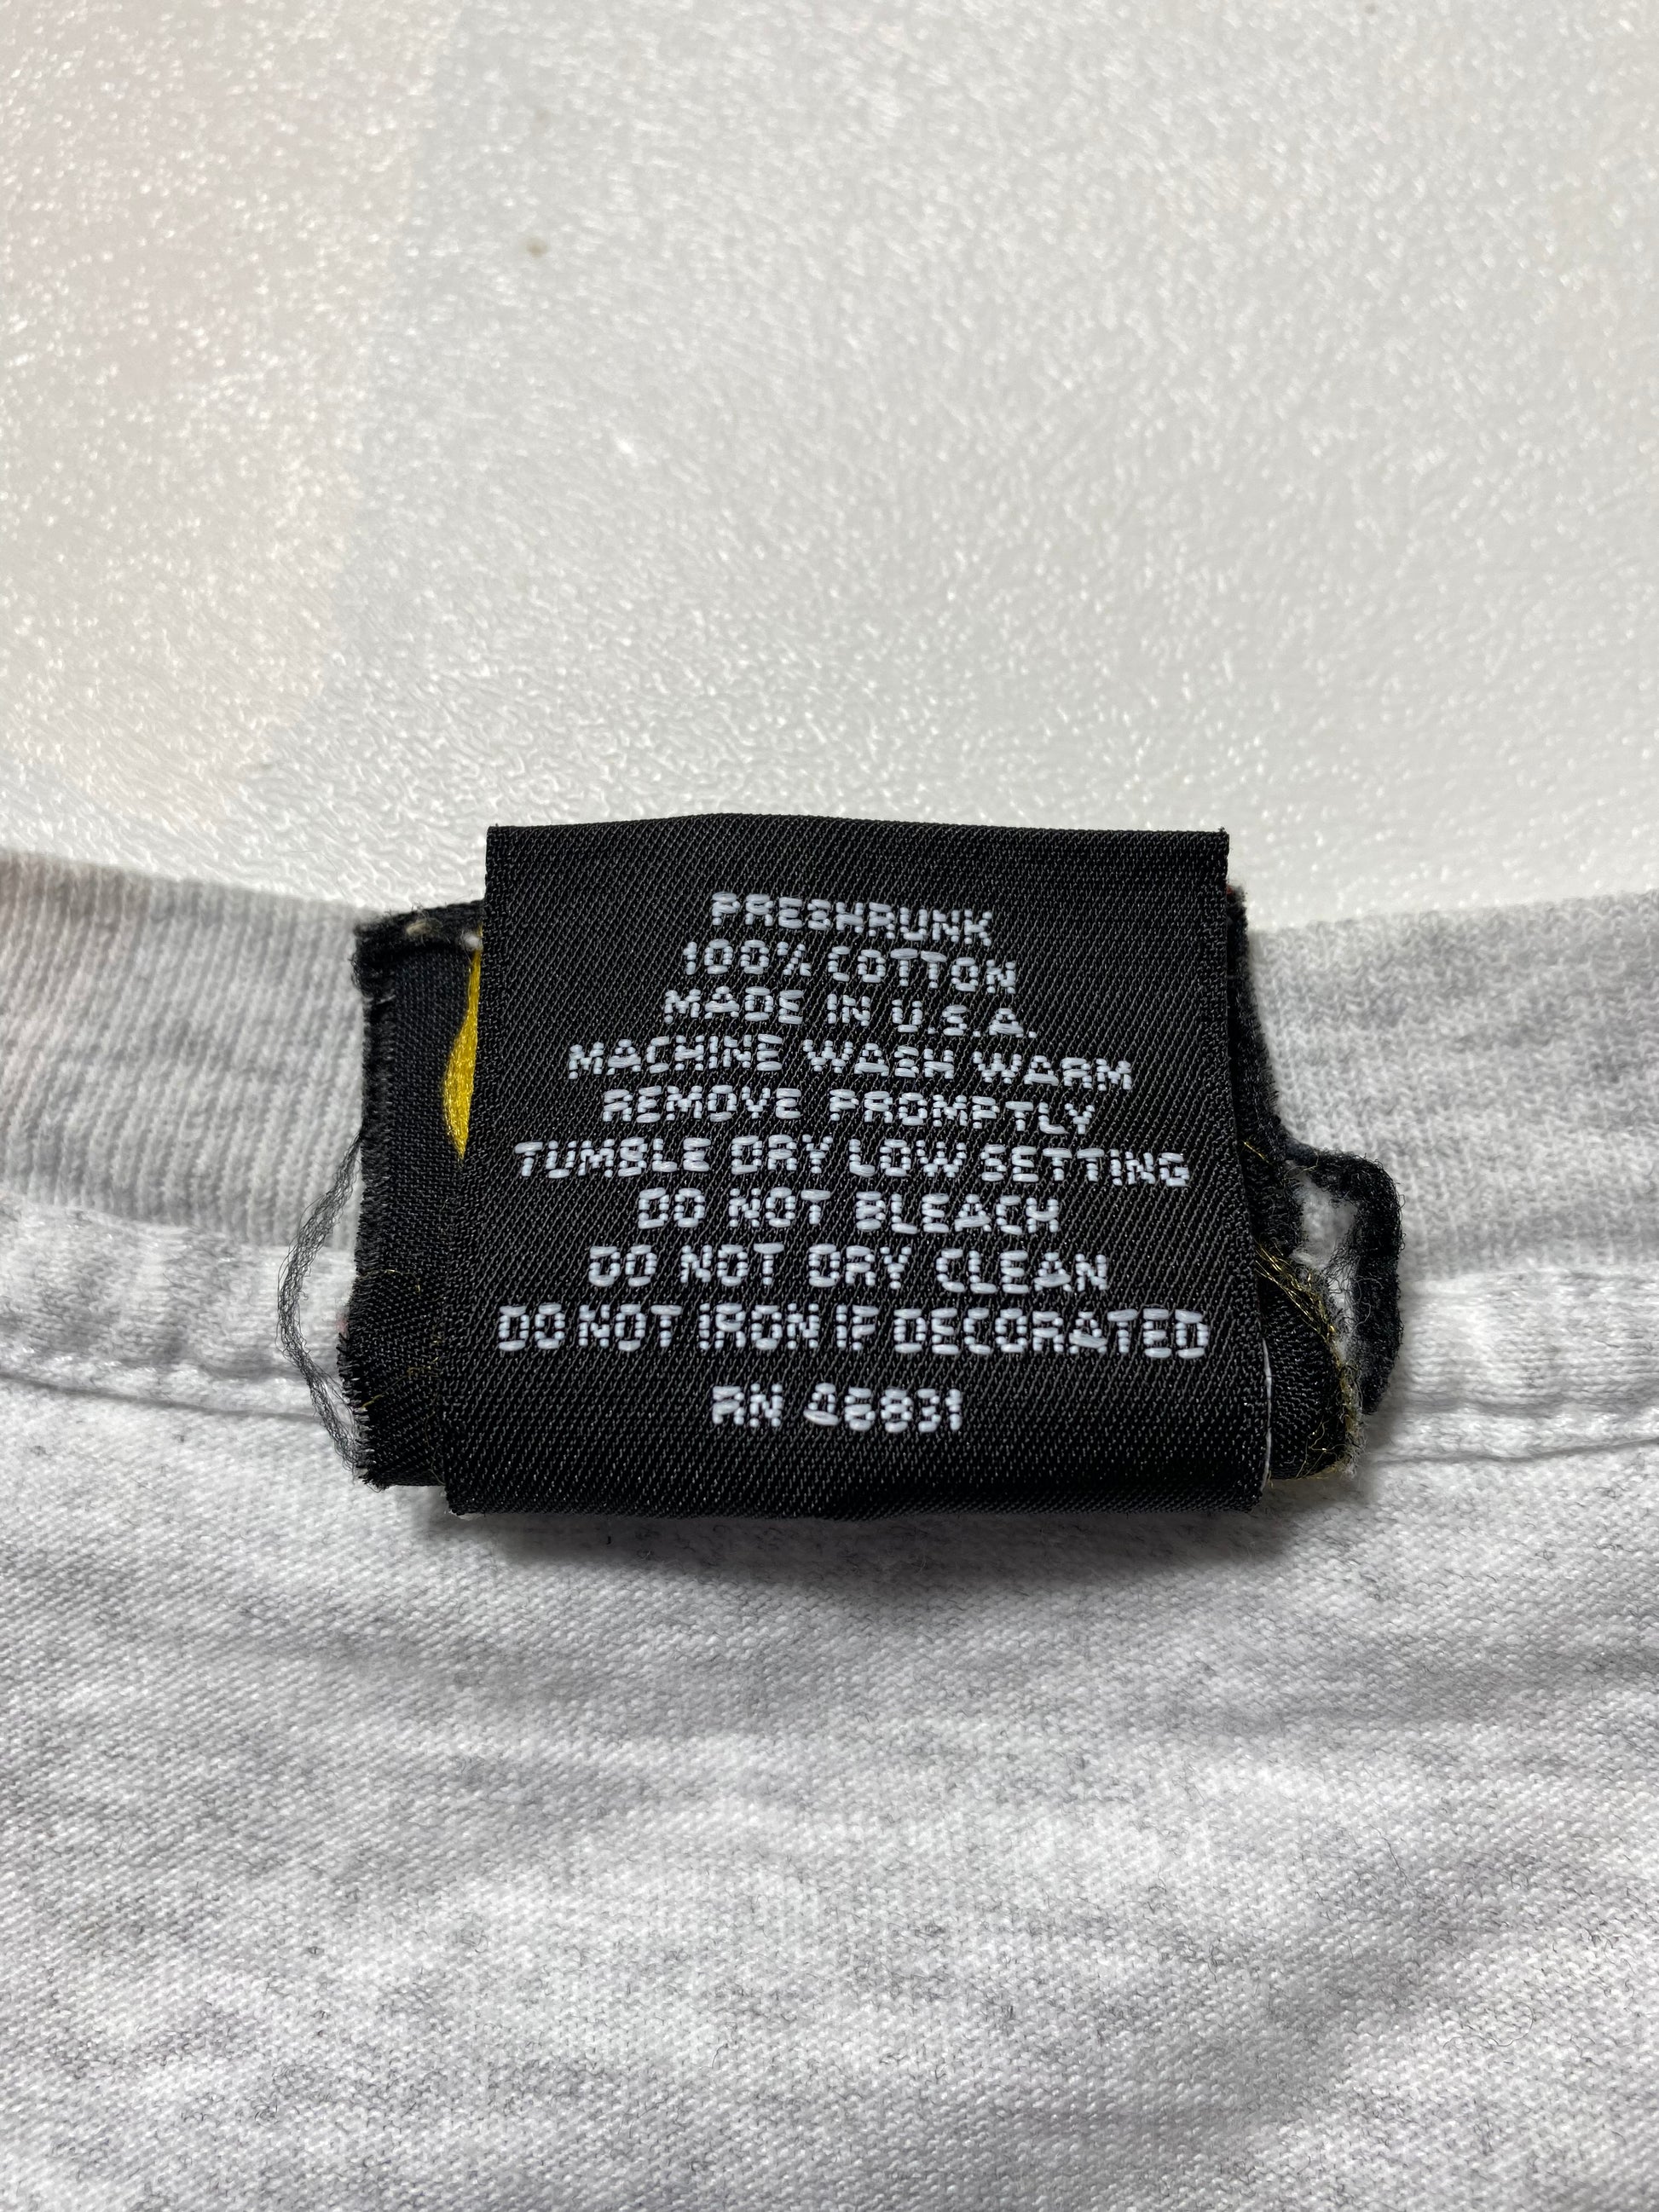 PRESHRUNK
100% COTTON
MADE IN U.S.A.
MACHINE WASH WARM
REMOVE PROMPTLY
TUMBLE DRY LOW SETTING
DO NOT BLEACH
DO NOT DRY CLEAN
DO NOT IRON IF DECORATED
RN